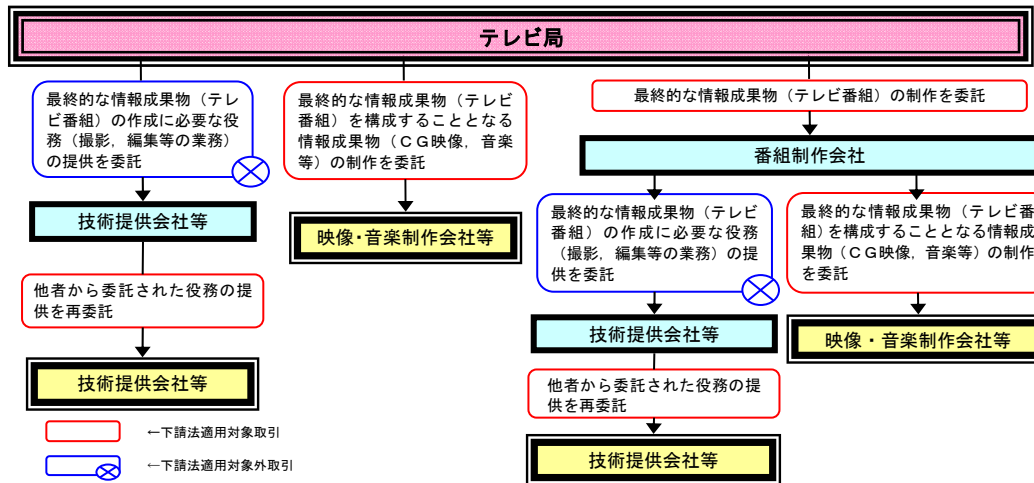 テレビ局
最終的な情報成果物（テレ
ビ番組）の作成に必要な役
務（撮影，編集等の業務）
の提供を委託
技術提供会社等
他者から委託された役務の提
供を再委託
技術提供会社等
最終的な情報成果物（テレビ
番組）を構成することとなる
情報成果物（ＣＧ映像，音楽
等）の制作を委託
映像・音楽制作会社等
最終的な情報成果物（テレビ番組）の制作を委託
番組制作会社
最終的な情報成果物（テレビ
番組）の作成に必要な役務
（撮影，編集等の業務）の提
供を委託
技術提供会社等
他者から委託された役務の提
供を再委託
技術提供会社等
最終的な情報成果物（テレビ番
組）を構成することとなる情報成
果物（ＣＧ映像，音楽等）の制作
を委託
映像・音楽制作会社等
←下請法適用対象取引
←下請法適用対象外取引